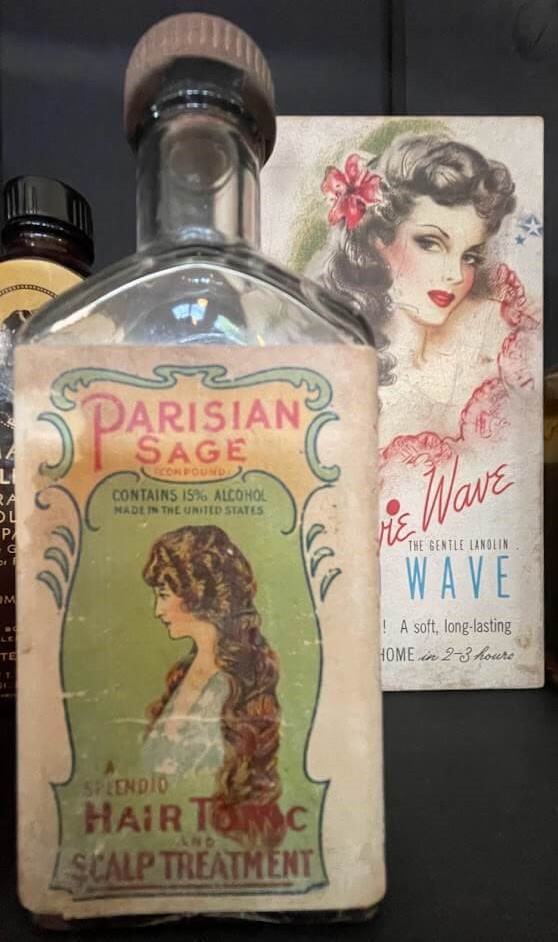 PARISIAN
SAGE
(COMPOUND)
CONTAINS 15% ALCOHOL
MADE IN THE UNITED STATES
A
SPLENDID
HAIR TONIC
AND
SCALP TREATMENT
Wave
THE GENTLE LANOLIN
WAVE
! A soft, long-lasting
HOME in 2-3 hours